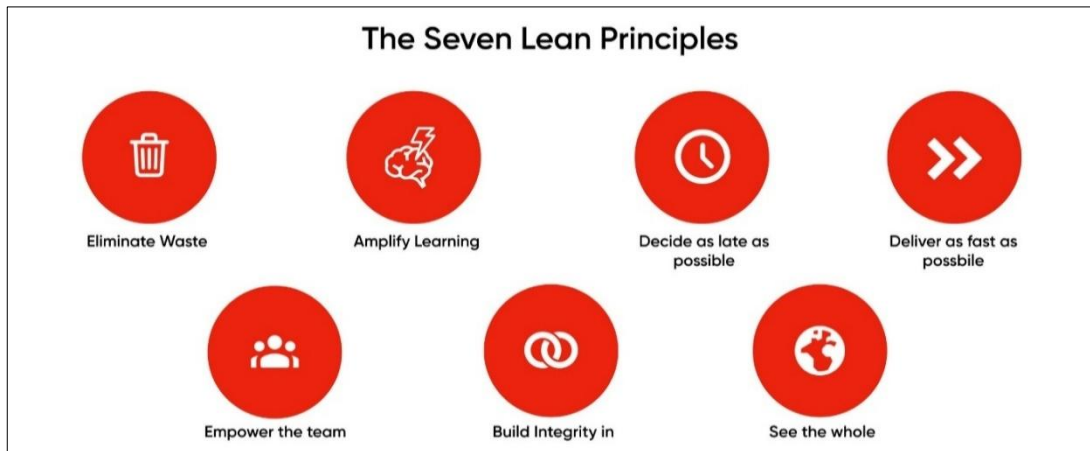 The Seven Lean Principles
Eliminate Waste
Amplify Learning
Decide as late as
possible
Deliver as fast as
possbile
Empower the team
Build Integrity in
See the whole